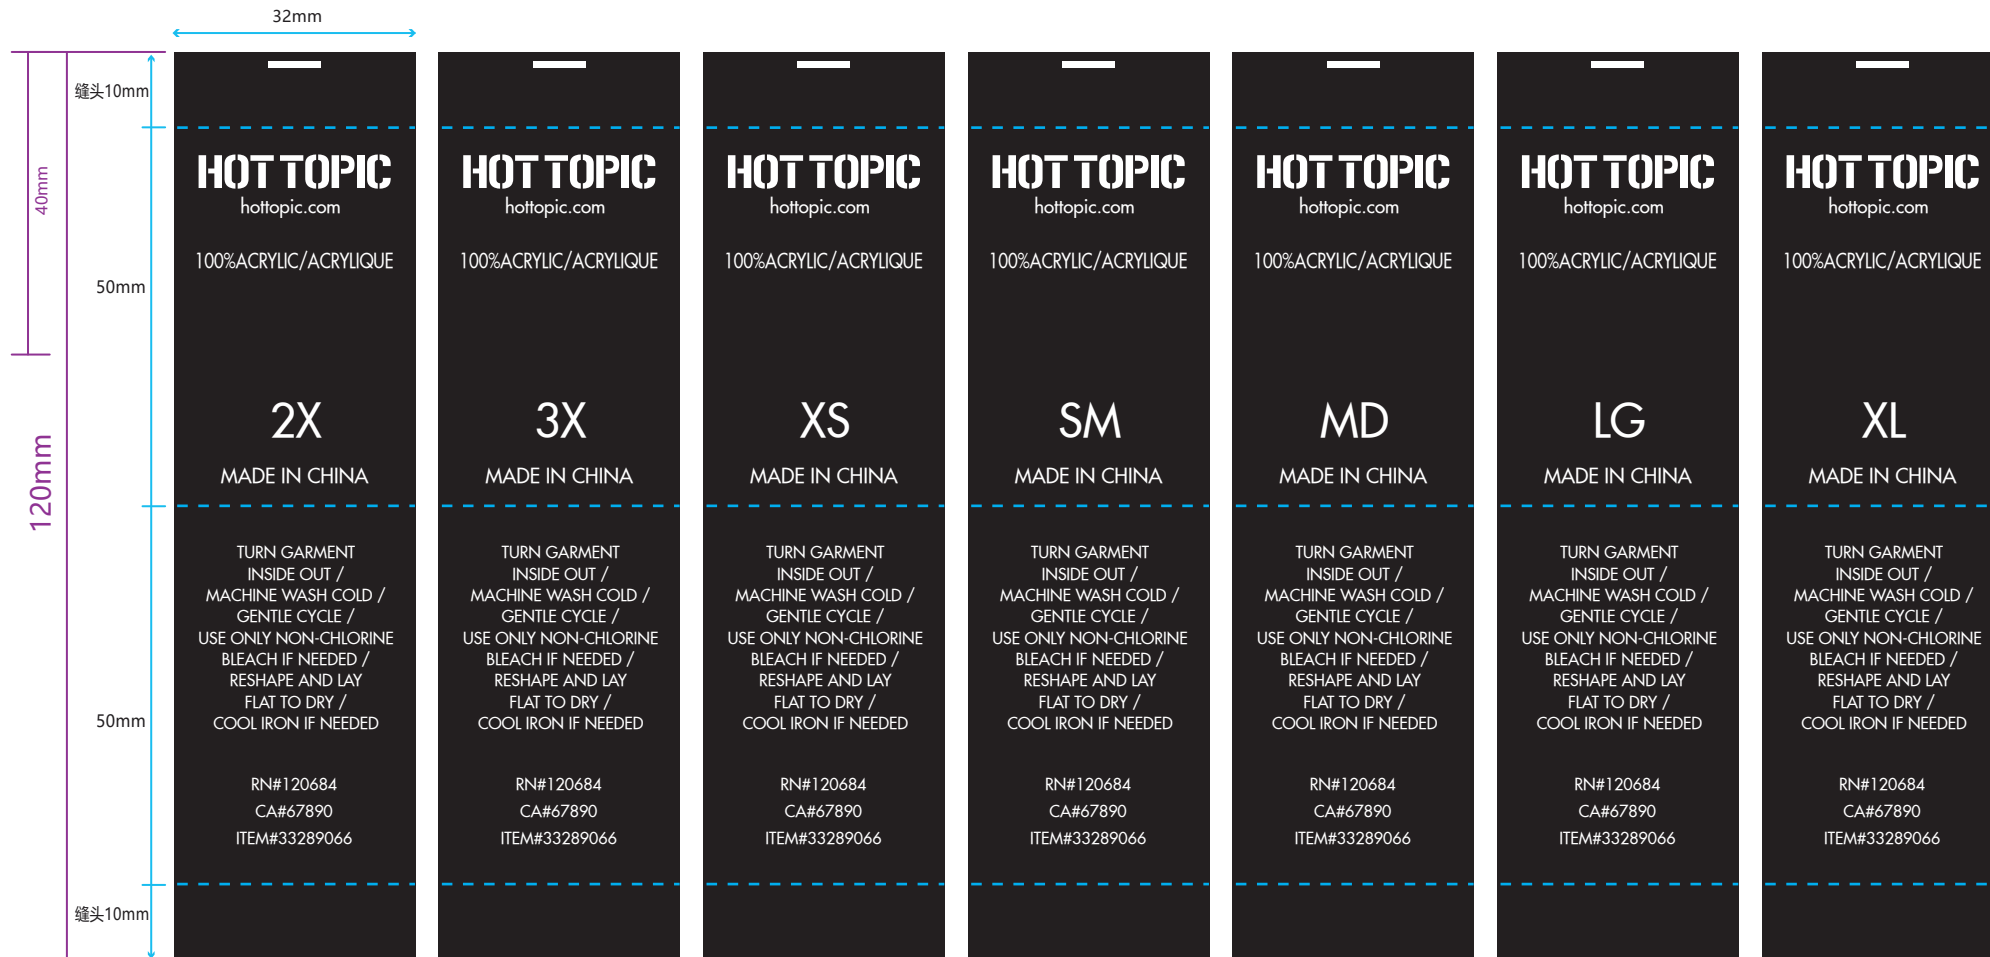 32mm
缝头10mm
40mm
50mm
120mm
50mm
缝头10mm
HOT TOPIC
hottopic.com
100%ACRYLIC/ACRYLIQUE
2X
MADE IN CHINA
TURN GARMENT
INSIDE OUT /
MACHINE WASH COLD /
GENTLE CYCLE /
USE ONLY NON-CHLORINE
BLEACH IF NEEDED /
RESHAPE AND LAY
FLAT TO DRY /
COOL IRON IF NEEDED
RN#120684
CA#67890
ITEM#33289066
HOT TOPIC
hottopic.com
100%ACRYLIC/ACRYLIQUE
3X
MADE IN CHINA
TURN GARMENT
INSIDE OUT /
MACHINE WASH COLD /
GENTLE CYCLE /
USE ONLY NON-CHLORINE
BLEACH IF NEEDED /
RESHAPE AND LAY
FLAT TO DRY /
COOL IRON IF NEEDED
RN#120684
CA#67890
ITEM#33289066
HOT TOPIC
hottopic.com
100%ACRYLIC/ACRYLIQUE
XS
MADE IN CHINA
TURN GARMENT
INSIDE OUT /
MACHINE WASH COLD /
GENTLE CYCLE /
USE ONLY NON-CHLORINE
BLEACH IF NEEDED /
RESHAPE AND LAY
FLAT TO DRY /
COOL IRON IF NEEDED
RN#120684
CA#67890
ITEM#33289066
HOT TOPIC
hottopic.com
100%ACRYLIC/ACRYLIQUE
SM
MADE IN CHINA
TURN GARMENT
INSIDE OUT /
MACHINE WASH COLD /
GENTLE CYCLE /
USE ONLY NON-CHLORINE
BLEACH IF NEEDED /
RESHAPE AND LAY
FLAT TO DRY /
COOL IRON IF NEEDED
RN#120684
CA#67890
ITEM#33289066
HOT TOPIC
hottopic.com
100%ACRYLIC/ACRYLIQUE
MD
MADE IN CHINA
TURN GARMENT
INSIDE OUT /
MACHINE WASH COLD /
GENTLE CYCLE /
USE ONLY NON-CHLORINE
BLEACH IF NEEDED /
RESHAPE AND LAY
FLAT TO DRY /
COOL IRON IF NEEDED
RN#120684
CA#67890
ITEM#33289066
HOT TOPIC
hottopic.com
100%ACRYLIC/ACRYLIQUE
LG
MADE IN CHINA
TURN GARMENT
INSIDE OUT /
MACHINE WASH COLD /
GENTLE CYCLE /
USE ONLY NON-CHLORINE
BLEACH IF NEEDED /
RESHAPE AND LAY
FLAT TO DRY /
COOL IRON IF NEEDED
RN#120684
CA#67890
ITEM#33289066
HOT TOPIC
hottopic.com
100%ACRYLIC/ACRYLIQUE
XL
MADE IN CHINA
TURN GARMENT
INSIDE OUT /
MACHINE WASH COLD /
GENTLE CYCLE /
USE ONLY NON-CHLORINE
BLEACH IF NEEDED /
RESHAPE AND LAY
FLAT TO DRY /
COOL IRON IF NEEDED
RN#120684
CA#67890
ITEM#33289066